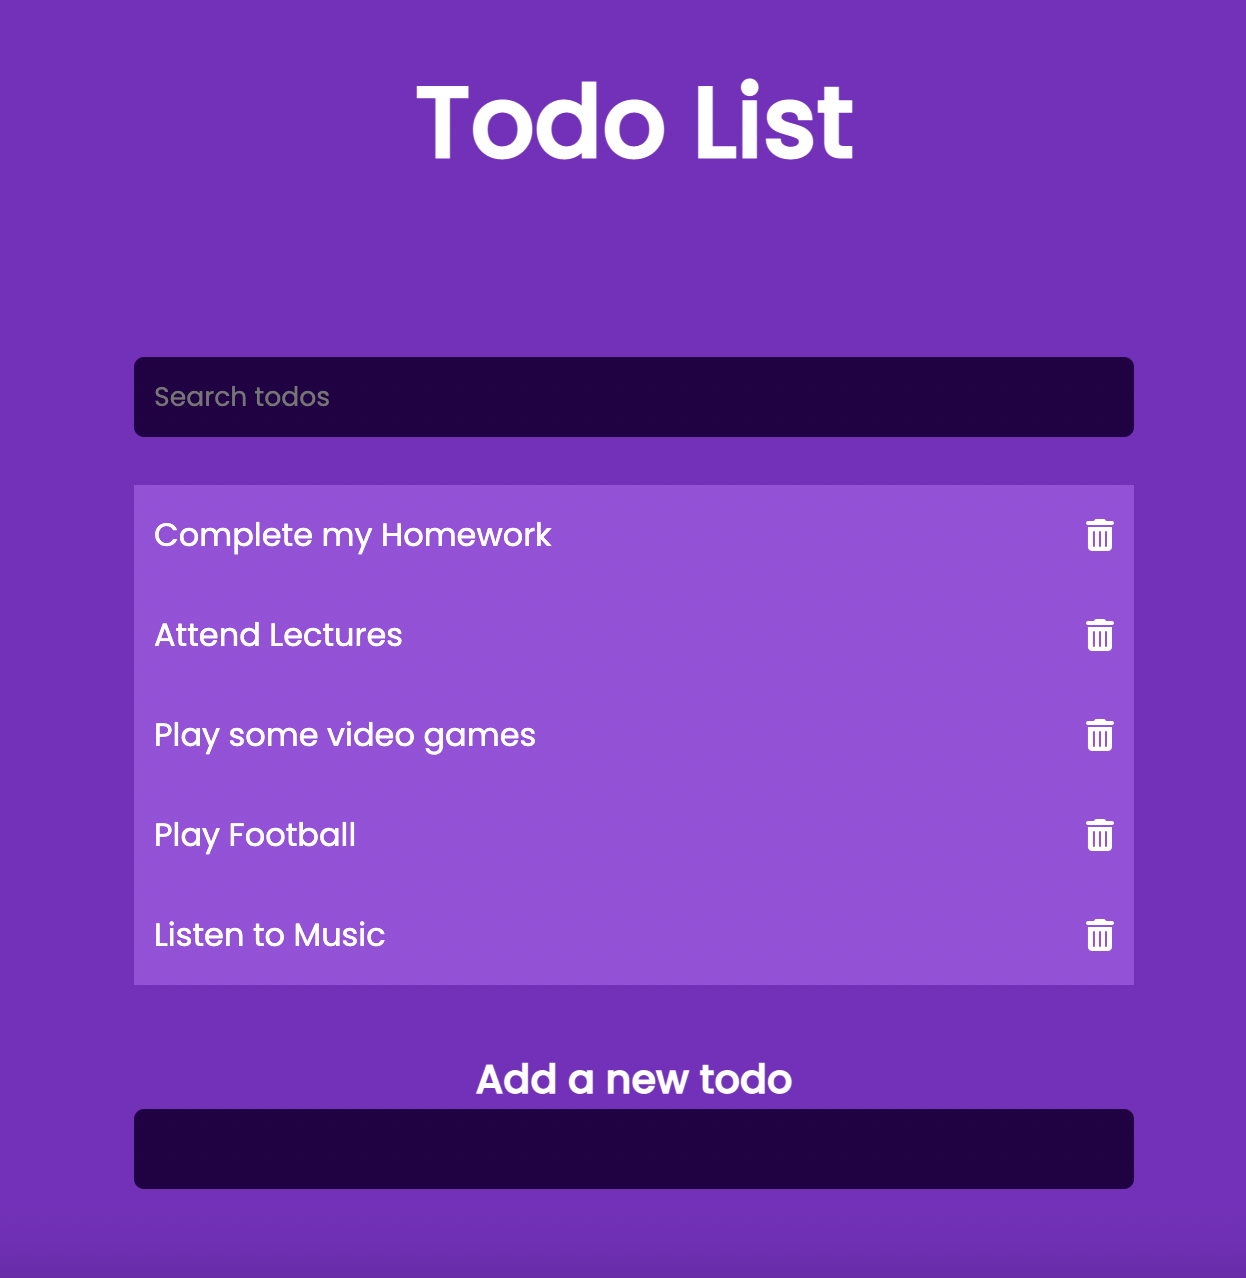 Todo List
Search todos
Complete my Homework
Attend Lectures
Play some video games
Play Football
Listen to Music
Add a new todo